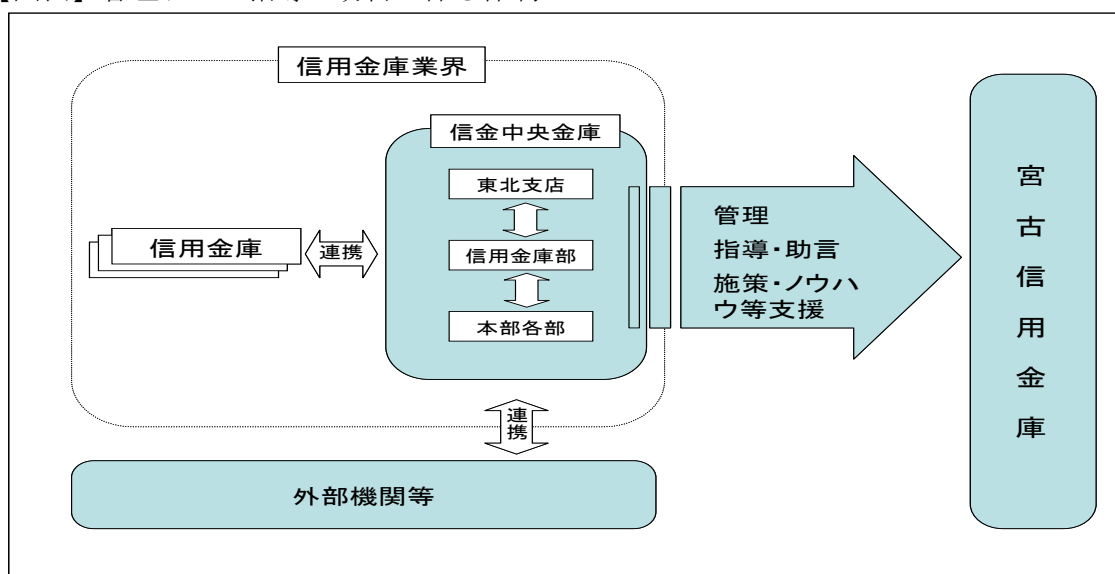 信用金庫業界
信金中央金庫
東北支店
信用金庫
連携
信用金庫部
本部各部
管理
指導・助言
施策・ノウハ
ウ等支援
宮古信用金庫
連携
外部機関等